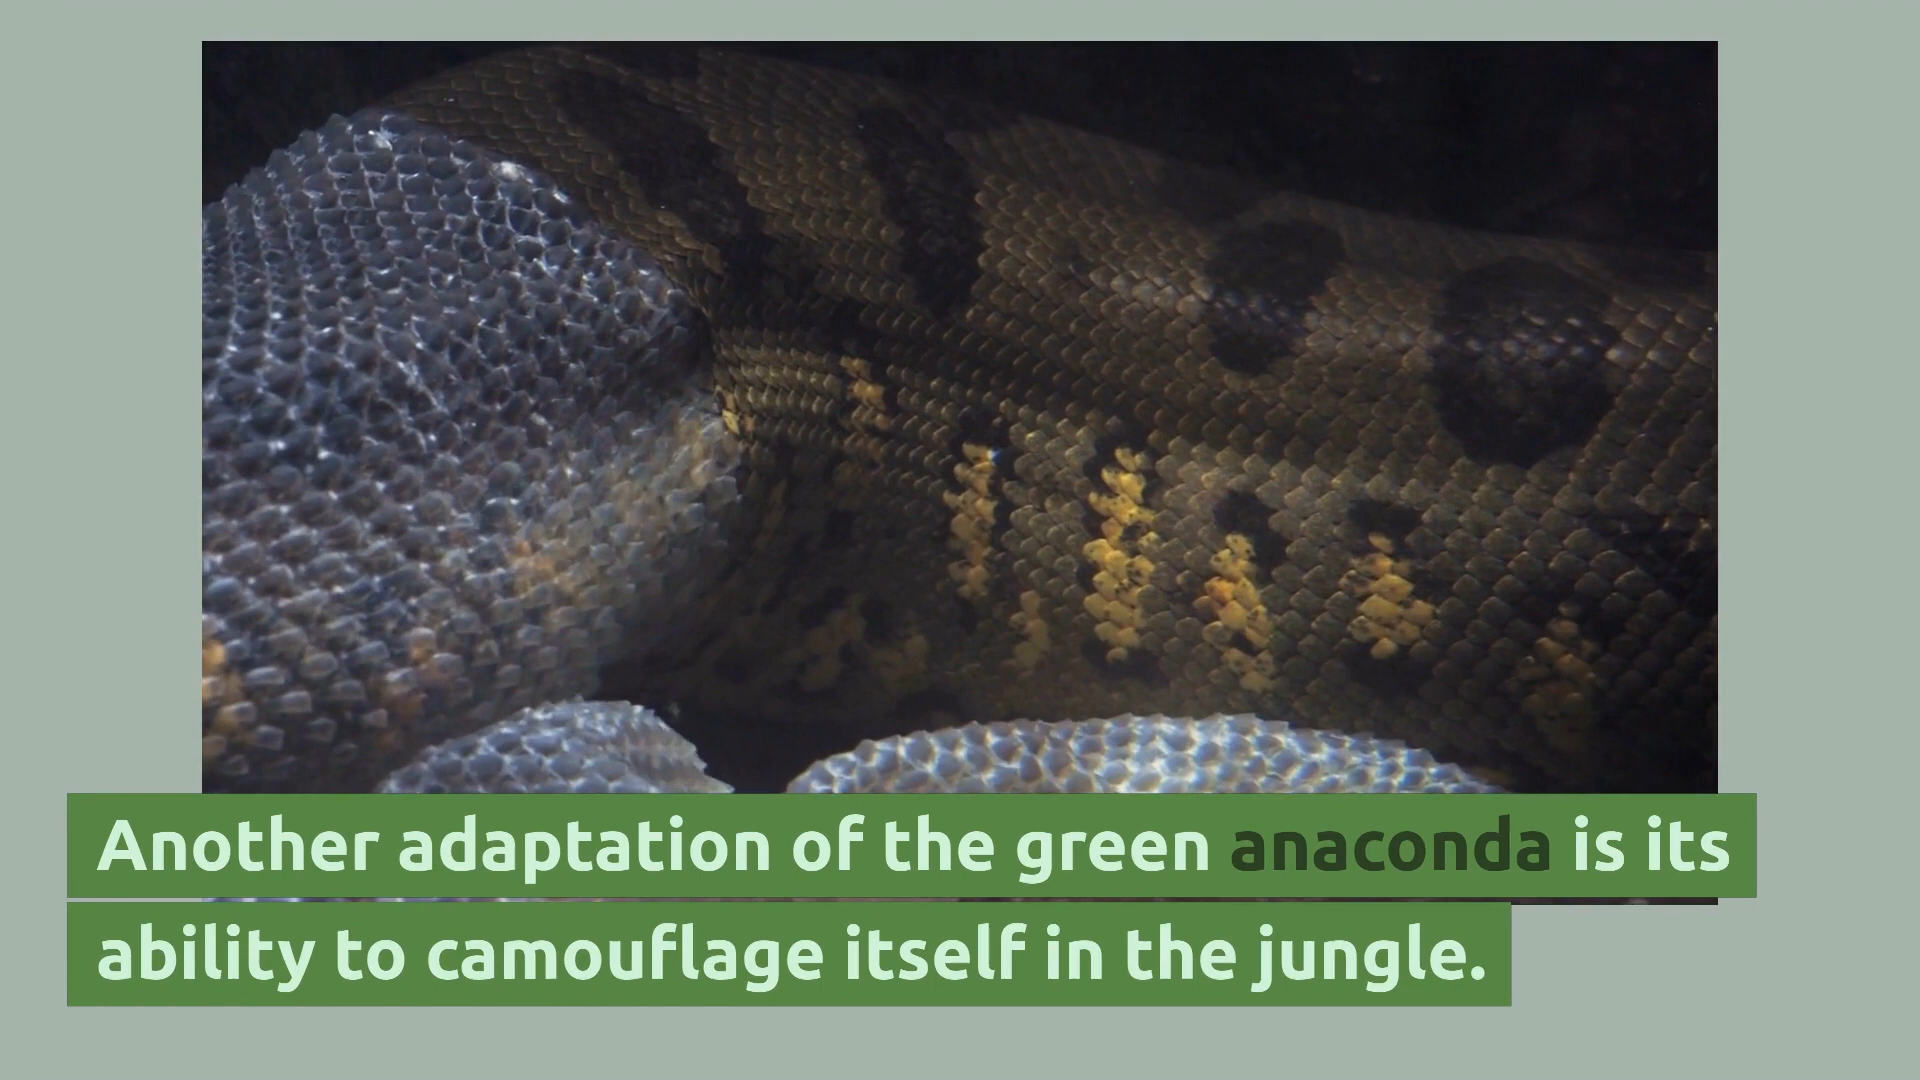 Another adaptation of the green anaconda is its
ability to camouflage itself in the jungle.